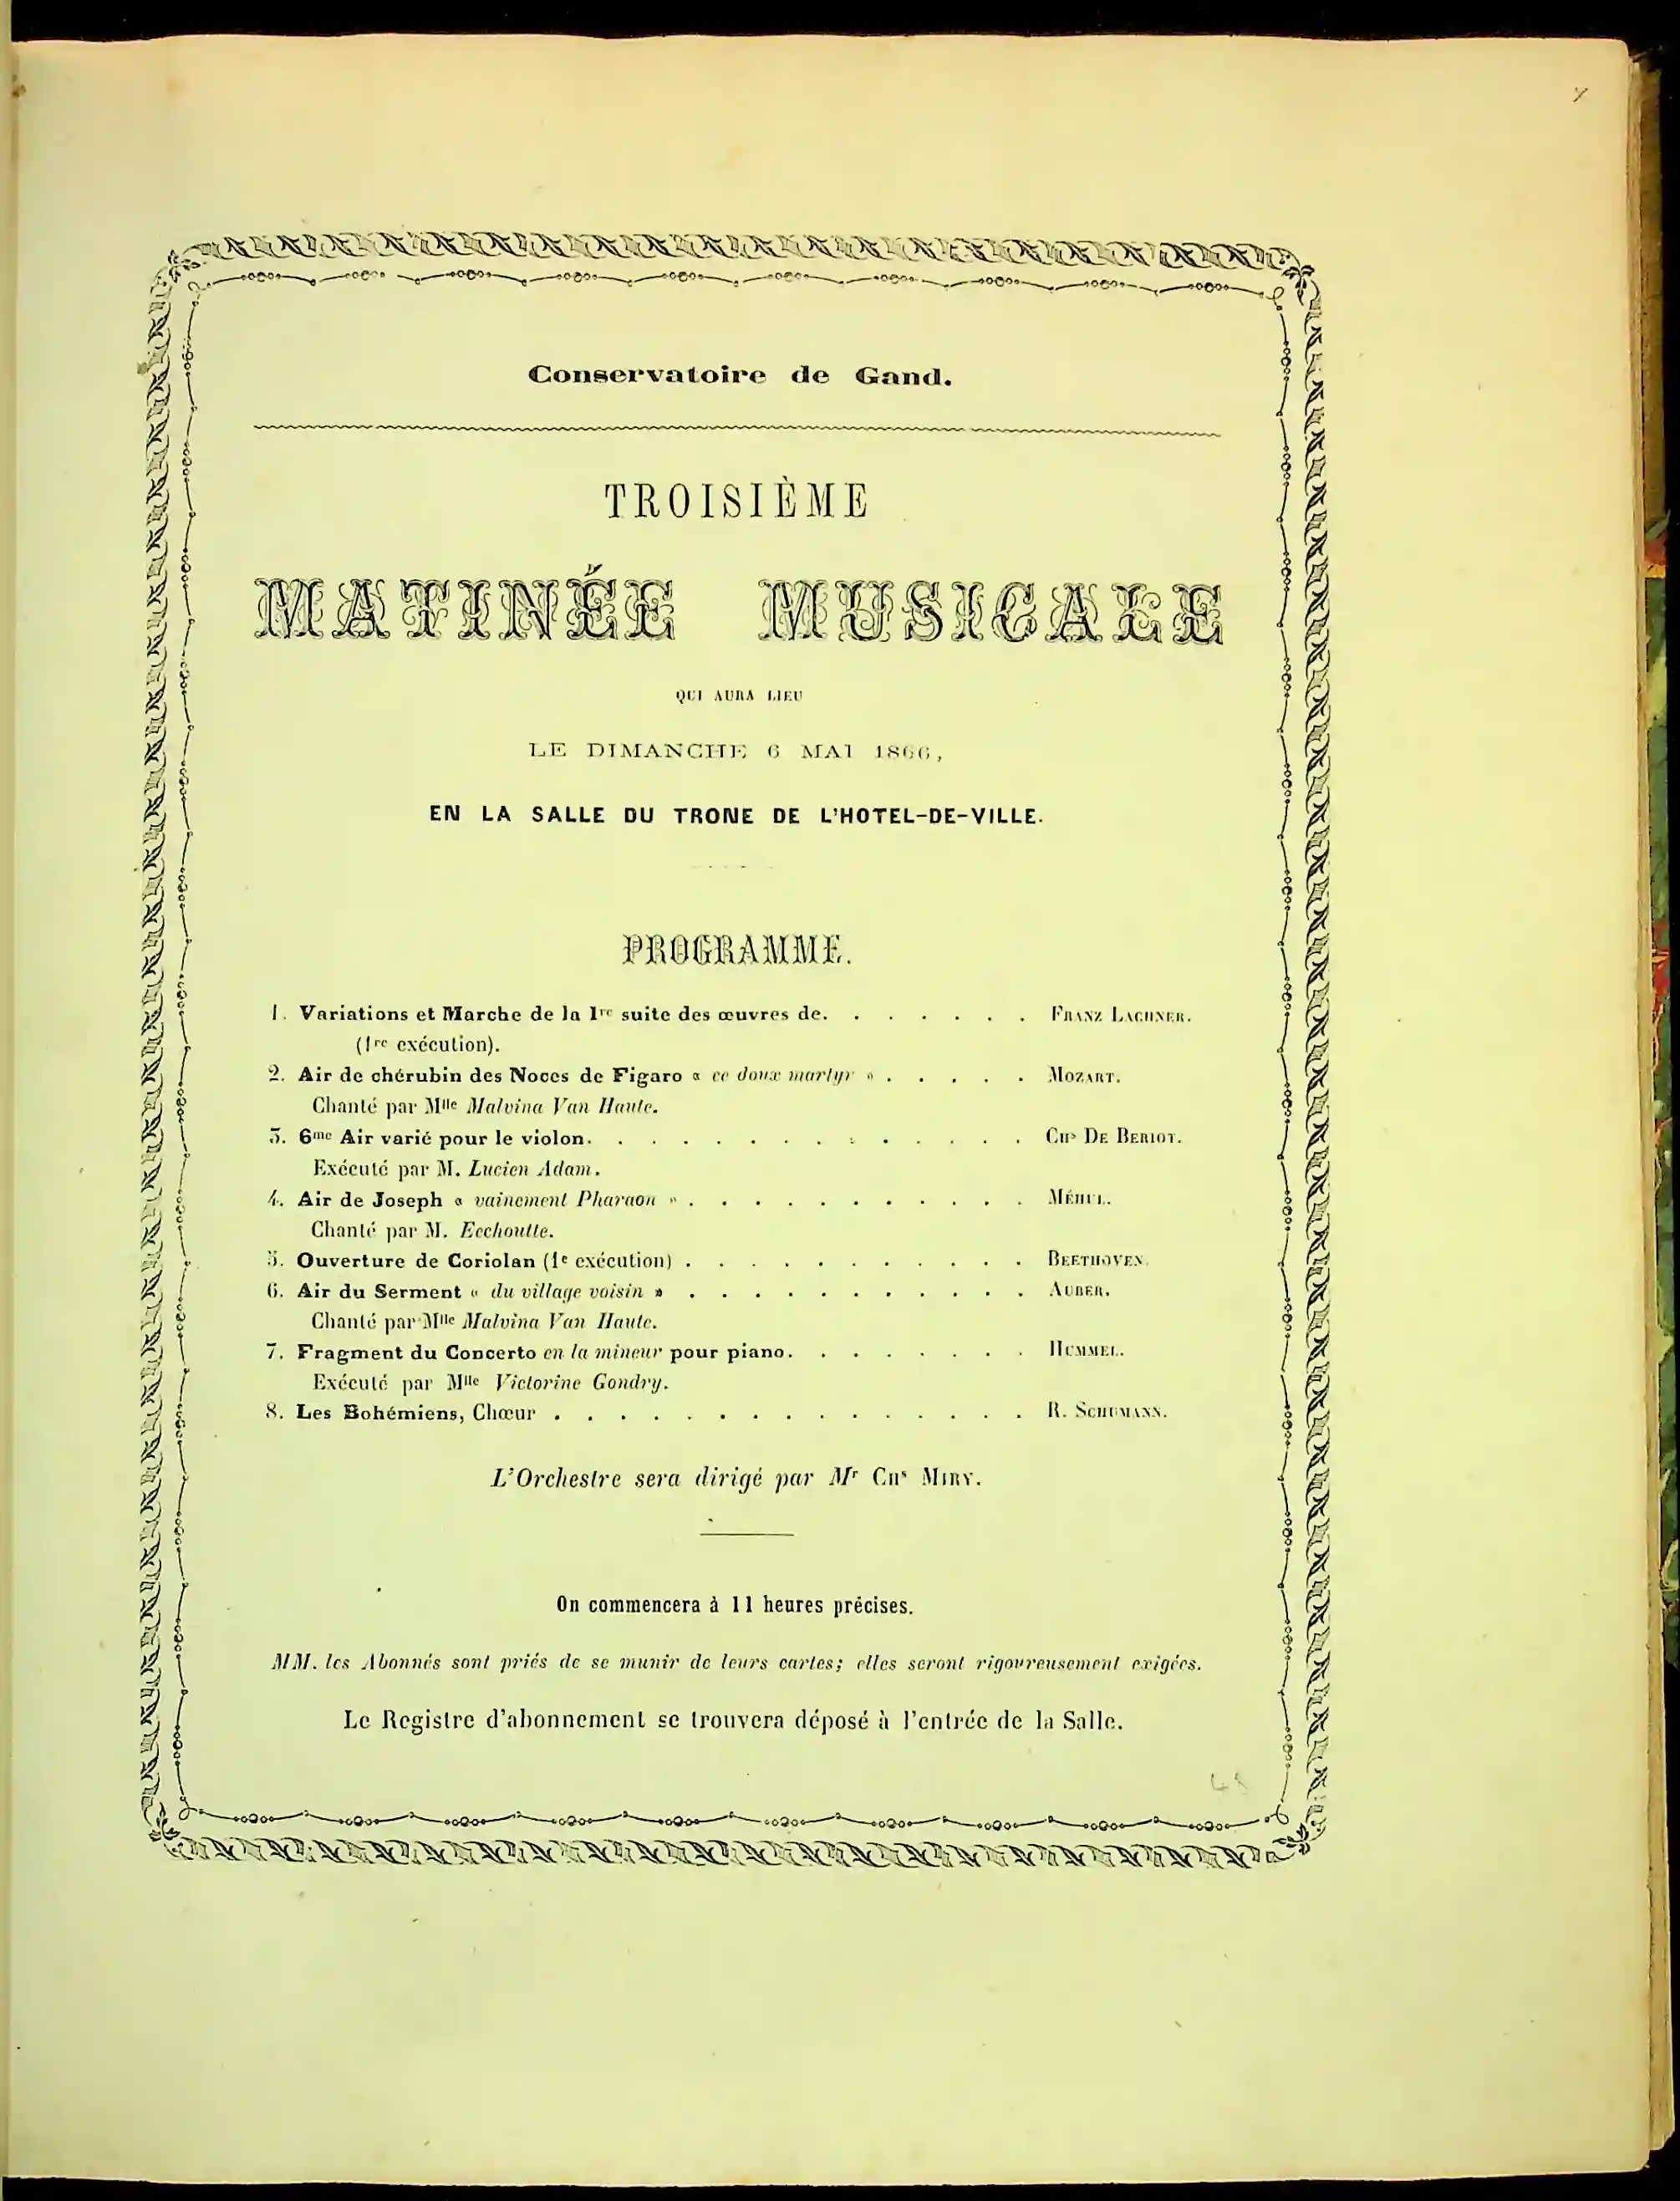 Conservatoire de Gand.
TROISIÈME
MATINÉE MUSICALE
QUI AURA LIEU
LE DIMANCHE 6 MAI 1866,
EN LA SALLE DU TRONE DE L'HOTEL-DE-VILLE.
PROGRAMME.
1. Variations et Marche de la 1re suite des œuvres de. . . . . . . FRANZ LACHNER.
(1re exécution).
2. Air de chérubin des Noces de Figaro « ce doux martyr » . . . . . MOZART.
Chanté par Mlle Malvina Van Haute.
3. 6me Air varié pour le violon. . . . . . . . . . . . . . CHs DE BERIOT.
Exécuté par M. Lucien Adam.
4. Air de Joseph « vainement Pharaon » . . . . . . . . . . . MÉHUL.
Chanté par M. Eechoutte.
5. Ouverture de Coriolan (1e exécution) . . . . . . . . . . . BEETHOVEN.
6. Air du Serment « du village voisin » . . . . . . . . . . . AUBER.
Chanté par Mlle Malvina Van Haute.
7. Fragment du Concerto en la mineur pour piano. . . . . . . . HUMMEL.
Exécuté par Mlle Victorine Gondry.
8. Les Bohémiens, Chœur . . . . . . . . . . . . . . . R. SCHUMANN.
L'Orchestre sera dirigé par Mr CHs MIRY.
On commencera à 11 heures précises.
MM. les Abonnés sont priés de se munir de leurs cartes; elles seront rigoureusement exigées.
Le Registre d'abonnement se trouvera déposé à l'entrée de la Salle.